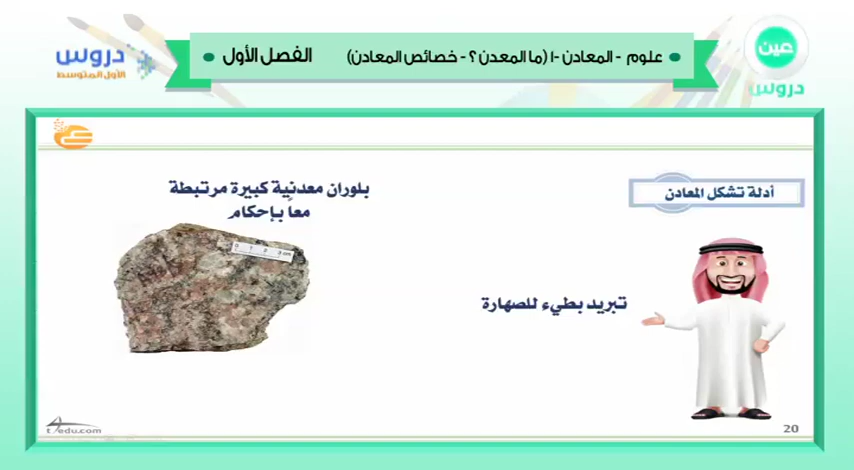 عين
دروس
علوم - المعادن -١ (ما المعدن؟ - خصائص المعادن)
الفصل الأول
دروس
الأول المتوسط
أدلة تشكل المعادن
بلوران معدنية كبيرة مرتبطة
معاً بإحكام
تبريد بطيء للصهارة
20